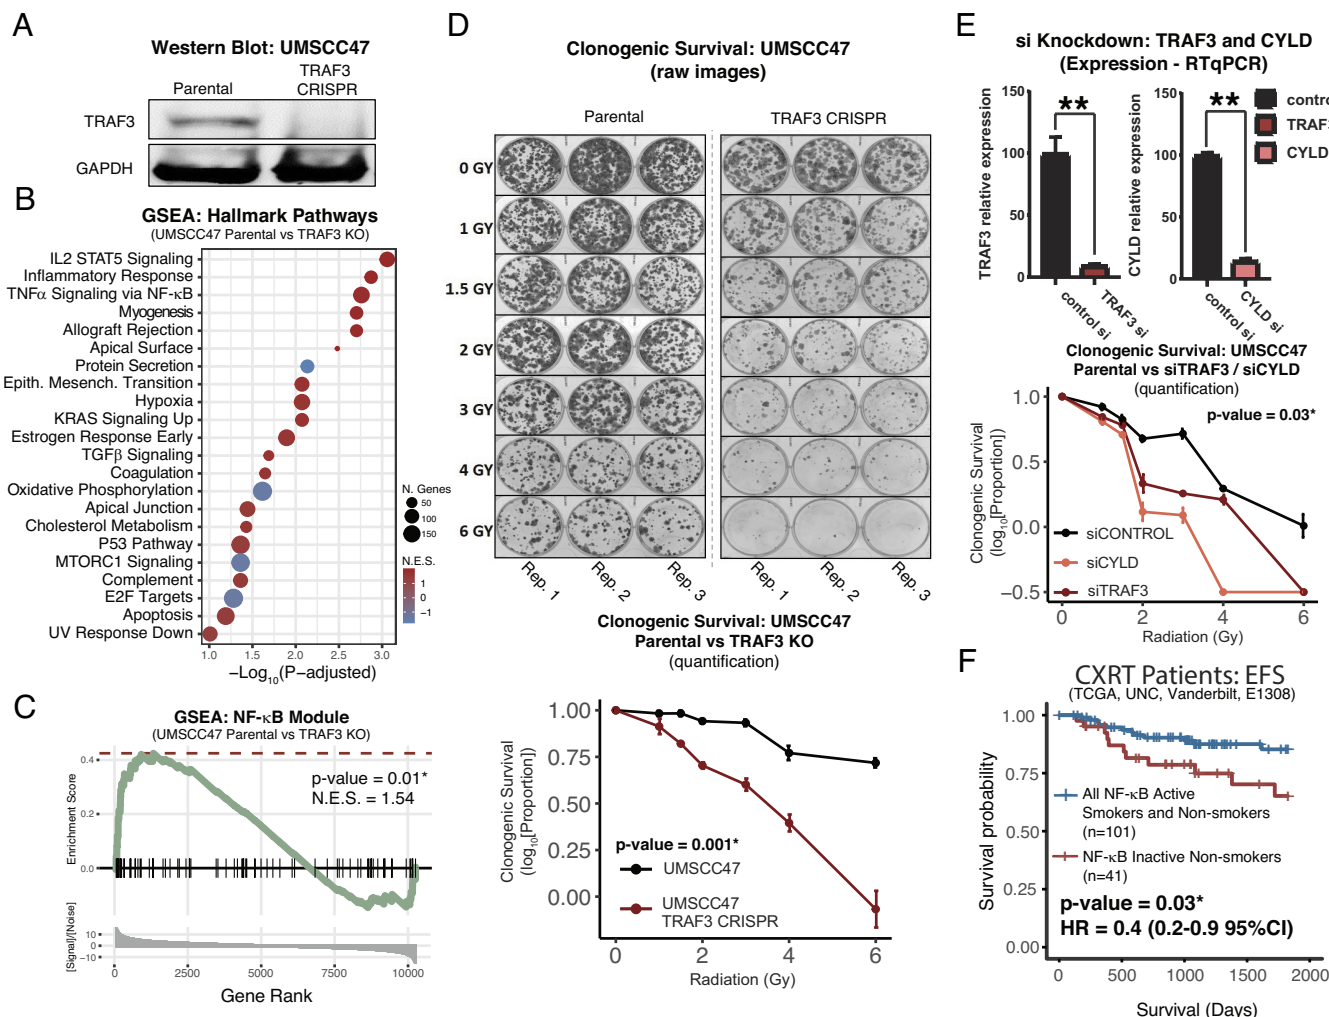 A
Western Blot: UMSCC47
Parental
TRAF3
CRISPR
TRAF3
GAPDH
B
GSEA: Hallmark Pathways
(UMSCC47 Parental vs TRAF3 KO)
IL2 STAT5 Signaling
Inflammatory Response
TNFα Signaling via NF-κB
Myogenesis
Allograft Rejection
Apical Surface
Protein Secretion
Epith. Mesench. Transition
Hypoxia
KRAS Signaling Up
Estrogen Response Early
TGFβ Signaling
Coagulation
Oxidative Phosphorylation
Apical Junction
Cholesterol Metabolism
P53 Pathway
MTORC1 Signaling
Complement
E2F Targets
Apoptosis
UV Response Down
1.0 1.5 2.0 2.5 3.0
−Log10(P−adjusted)
N. Genes
50
100
150
N.E.S.
1
0
−1
C
GSEA: NF-κB Module
(UMSCC47 Parental vs TRAF3 KO)
p-value = 0.01*
N.E.S. = 1.54
Enrichment Score
0.4
0.2
0.0
[Signal]/[Noise]
10
0
−10
0 2500 5000 7500 10000
Gene Rank
D
Clonogenic Survival: UMSCC47
(raw images)
Parental
TRAF3 CRISPR
0 GY
1 GY
1.5 GY
2 GY
3 GY
4 GY
6 GY
Rep. 1
Rep. 2
Rep. 3
Rep. 1
Rep. 2
Rep. 3
Clonogenic Survival: UMSCC47
Parental vs TRAF3 KO
(quantification)
Clonogenic Survival
(log10[Proportion])
1.00
0.75
0.50
0.25
0.00
p-value = 0.001*
UMSCC47
UMSCC47
TRAF3 CRISPR
0 2 4 6
Radiation (Gy)
E
si Knockdown: TRAF3 and CYLD
(Expression - RTqPCR)
TRAF3 relative expression
150
100
50
0
**
control si
TRAF3 si
CYLD relative expression
150
100
50
0
**
control si
CYLD si
control
TRAF3
CYLD
Clonogenic Survival: UMSCC47
Parental vs siTRAF3 / siCYLD
(quantification)
p-value = 0.03*
Clonogenic Survival
(log10[Proportion])
1.0
0.5
0.0
−0.5
siCONTROL
siCYLD
siTRAF3
0 2 4 6
Radiation (Gy)
F
CXRT Patients: EFS
(TCGA, UNC, Vanderbilt, E1308)
Survival probability
1.00
0.75
0.50
0.25
0.00
All NF-κB Active
Smokers and Non-smokers
(n=101)
NF-κB Inactive Non-smokers
(n=41)
p-value = 0.03*
HR = 0.4 (0.2-0.9 95%CI)
0 500 1000 1500 2000
Survival (Days)